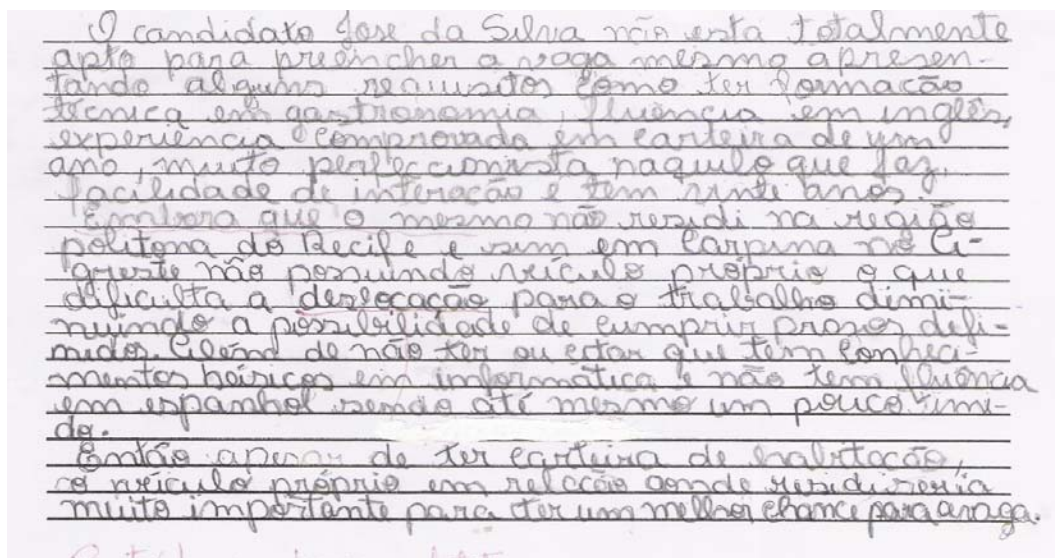 O candidato Jose da Silva não está totalmente
apto para preencher a vaga mesmo apresen-
tando alguns requisitos como ter formacão
técnica em gastronomia, fluência em inglês,
experiência comprovada em carteira de um
ano, muito perfeccionista naquilo que faz,
facilidade de interação e tem vinte anos.
Embora que o mesmo não residi na região
politona do Recife e sim em Carpina no A-
greste não possuindo veículo próprio o que
dificulta a deslocação para o trabalho dimi-
nuindo a possibilidade de cumprir prasos defi-
nidos. Além de não ter ou estar que tem conheci-
mentos básicos em informática e não tem fluência
em espanhol sendo até mesmo um pouco timi-
do.
Então apesar de ter carteira de habitação,
o veículo próprio em relação aonde residi seria
muito importante para ter um melhor chance para a vaga.